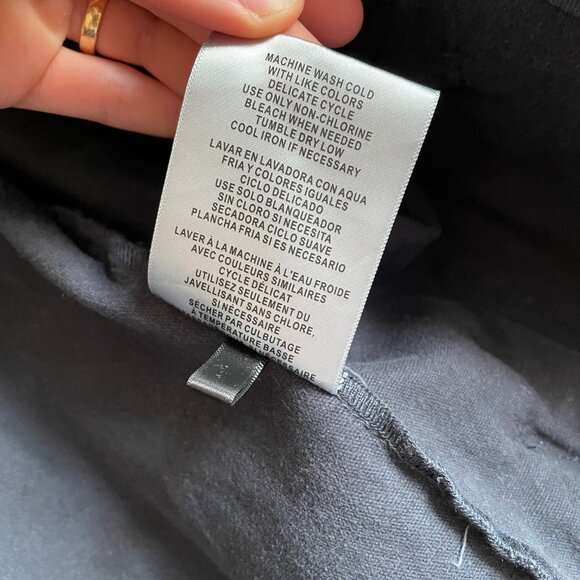 MACHINE WASH COLD
WITH LIKE COLORS
DELICATE CYCLE
USE ONLY NON-CHLORINE
BLEACH WHEN NEEDED
TUMBLE DRY LOW
COOL IRON IF NECESSARY
LAVAR EN LAVADORA CON AQUA
FRIA Y COLORES IGUALES
CICLO DELICADO
USE SOLO BLANQUEADOR
SIN CLORO SI NECESITA
SECADORA CICLO SUAVE
PLANCHA FRIA SI ES NECESARIO
LAVER À LA MACHINE À L'EAU FROIDE
AVEC COULEURS SIMILAIRES
CYCLE DÉLICAT
UTILISEZ SEULEMENT DU
JAVELLISANT SANS CHLORE,
SI NÉCESSAIRE
SÉCHER PAR CULBUTAGE
À TEMPÉRATURE BASSE